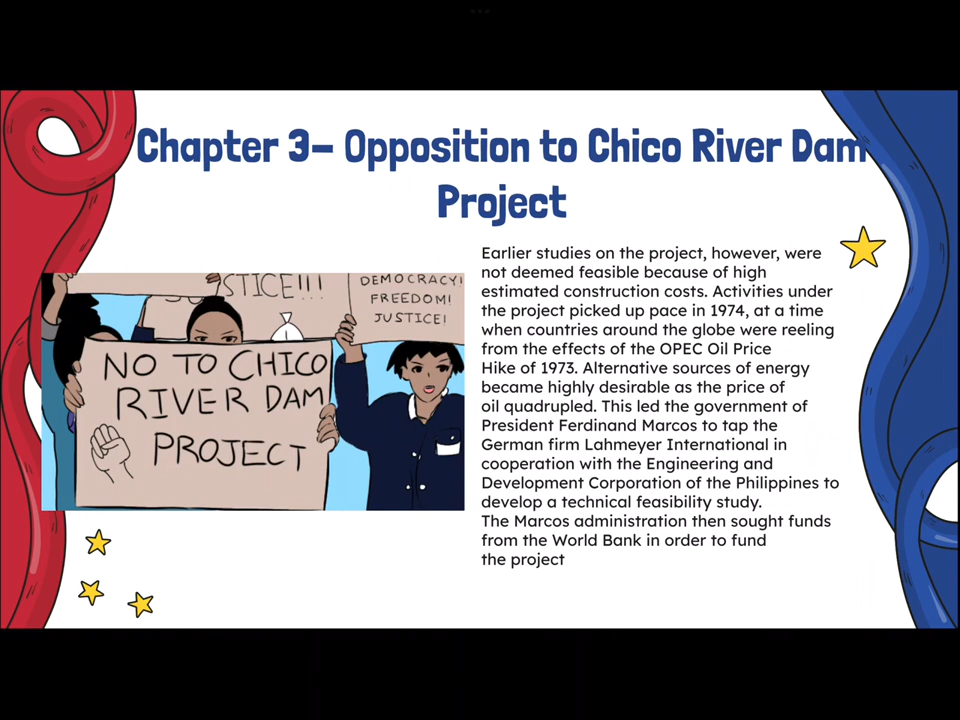 Chapter 3– Opposition to Chico River Dam
Project
STICE!!!
DEMOCRACY!
FREEDOM!
JUSTICE!
NO TO CHICO
RIVER DAM
PROJECT
Earlier studies on the project, however, were
not deemed feasible because of high
estimated construction costs. Activities under
the project picked up pace in 1974, at a time
when countries around the globe were reeling
from the effects of the OPEC Oil Price
Hike of 1973. Alternative sources of energy
became highly desirable as the price of
oil quadrupled. This led the government of
President Ferdinand Marcos to tap the
German firm Lahmeyer International in
cooperation with the Engineering and
Development Corporation of the Philippines to
develop a technical feasibility study.
The Marcos administration then sought funds
from the World Bank in order to fund
the project